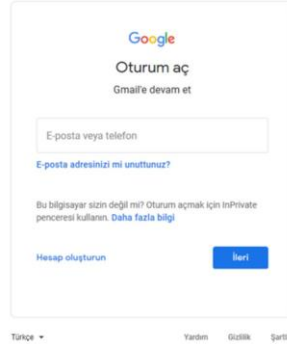 Google
Oturum aç
Gmail'e devam et
E-posta veya telefon
E-posta adresinizi mi unuttunuz?
Bu bilgisayar sizin değil mi? Oturum açmak için InPrivate
penceresi kullanın. Daha fazla bilgi
Hesap oluşturun İleri
Türkçe Yardım Gizlilik